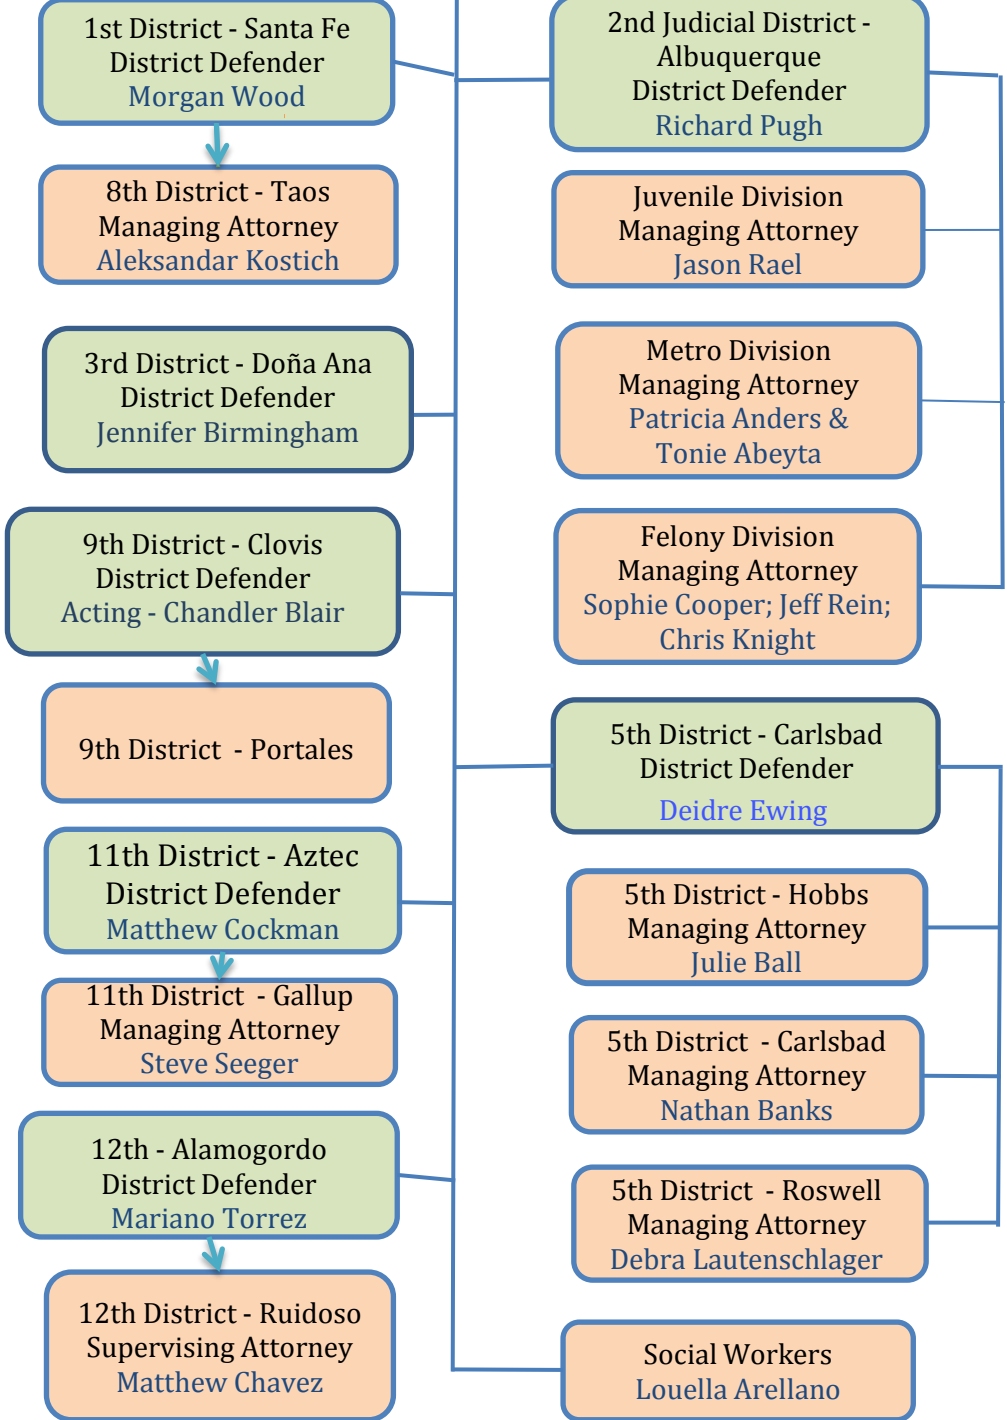 1st District - Santa Fe
District Defender
Morgan Wood
8th District - Taos
Managing Attorney
Aleksandar Kostich
3rd District - Doña Ana
District Defender
Jennifer Birmingham
9th District - Clovis
District Defender
Acting - Chandler Blair
9th District - Portales
11th District - Aztec
District Defender
Matthew Cockman
11th District - Gallup
Managing Attorney
Steve Seeger
12th - Alamogordo
District Defender
Mariano Torrez
12th District - Ruidoso
Supervising Attorney
Matthew Chavez
2nd Judicial District -
Albuquerque
District Defender
Richard Pugh
Juvenile Division
Managing Attorney
Jason Rael
Metro Division
Managing Attorney
Patricia Anders &
Tonie Abeyta
Felony Division
Managing Attorney
Sophie Cooper; Jeff Rein;
Chris Knight
5th District - Carlsbad
District Defender
Deidre Ewing
5th District - Hobbs
Managing Attorney
Julie Ball
5th District - Carlsbad
Managing Attorney
Nathan Banks
5th District - Roswell
Managing Attorney
Debra Lautenschlager
Social Workers
Louella Arellano